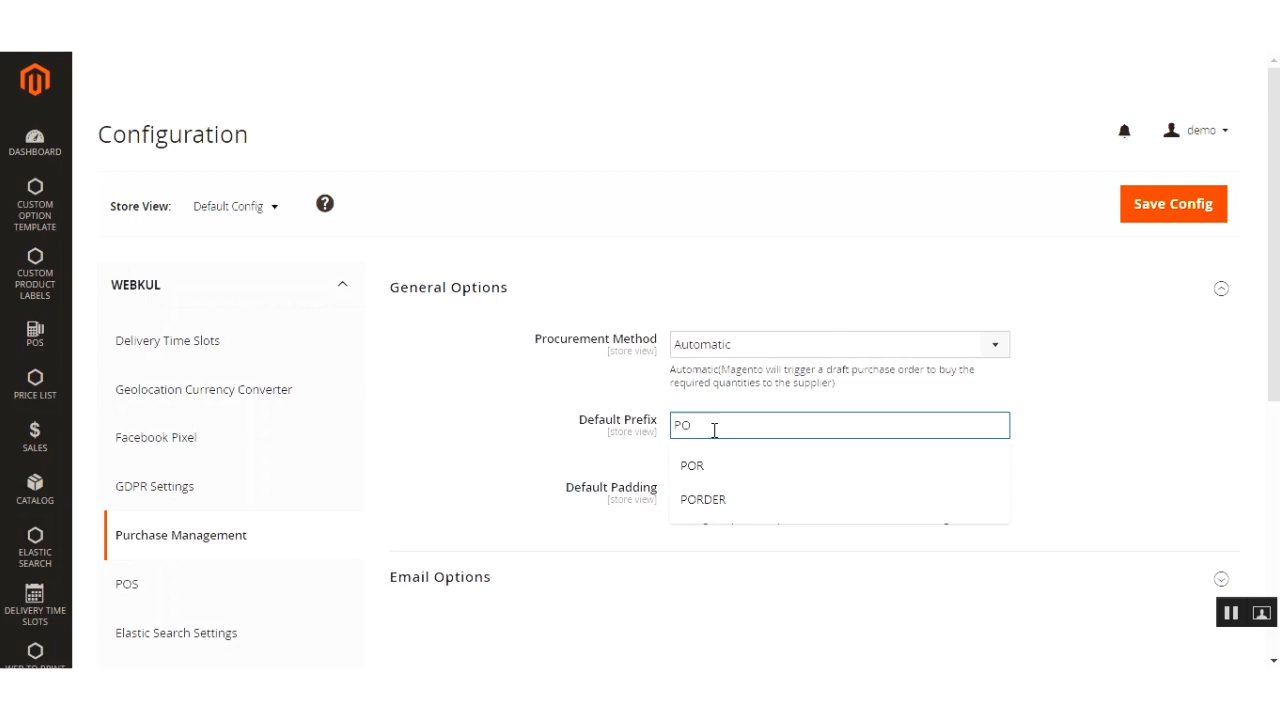 Configuration
demo
Store View: Default Config
Save Config
DASHBOARD
CUSTOM
OPTION
TEMPLATE
CUSTOM
PRODUCT
LABELS
POS
PRICE LIST
SALES
CATALOG
ELASTIC
SEARCH
DELIVERY TIME
SLOTS
WEBKUL
Delivery Time Slots
Geolocation Currency Converter
Facebook Pixel
GDPR Settings
Purchase Management
POS
Elastic Search Settings
General Options
Procurement Method
[store view]
Automatic
Automatic(Magento will trigger a draft purchase order to buy the
required quantities to the supplier)
Default Prefix
[store view]
PO
POR
PORDER
Default Padding
[store view]
Email Options